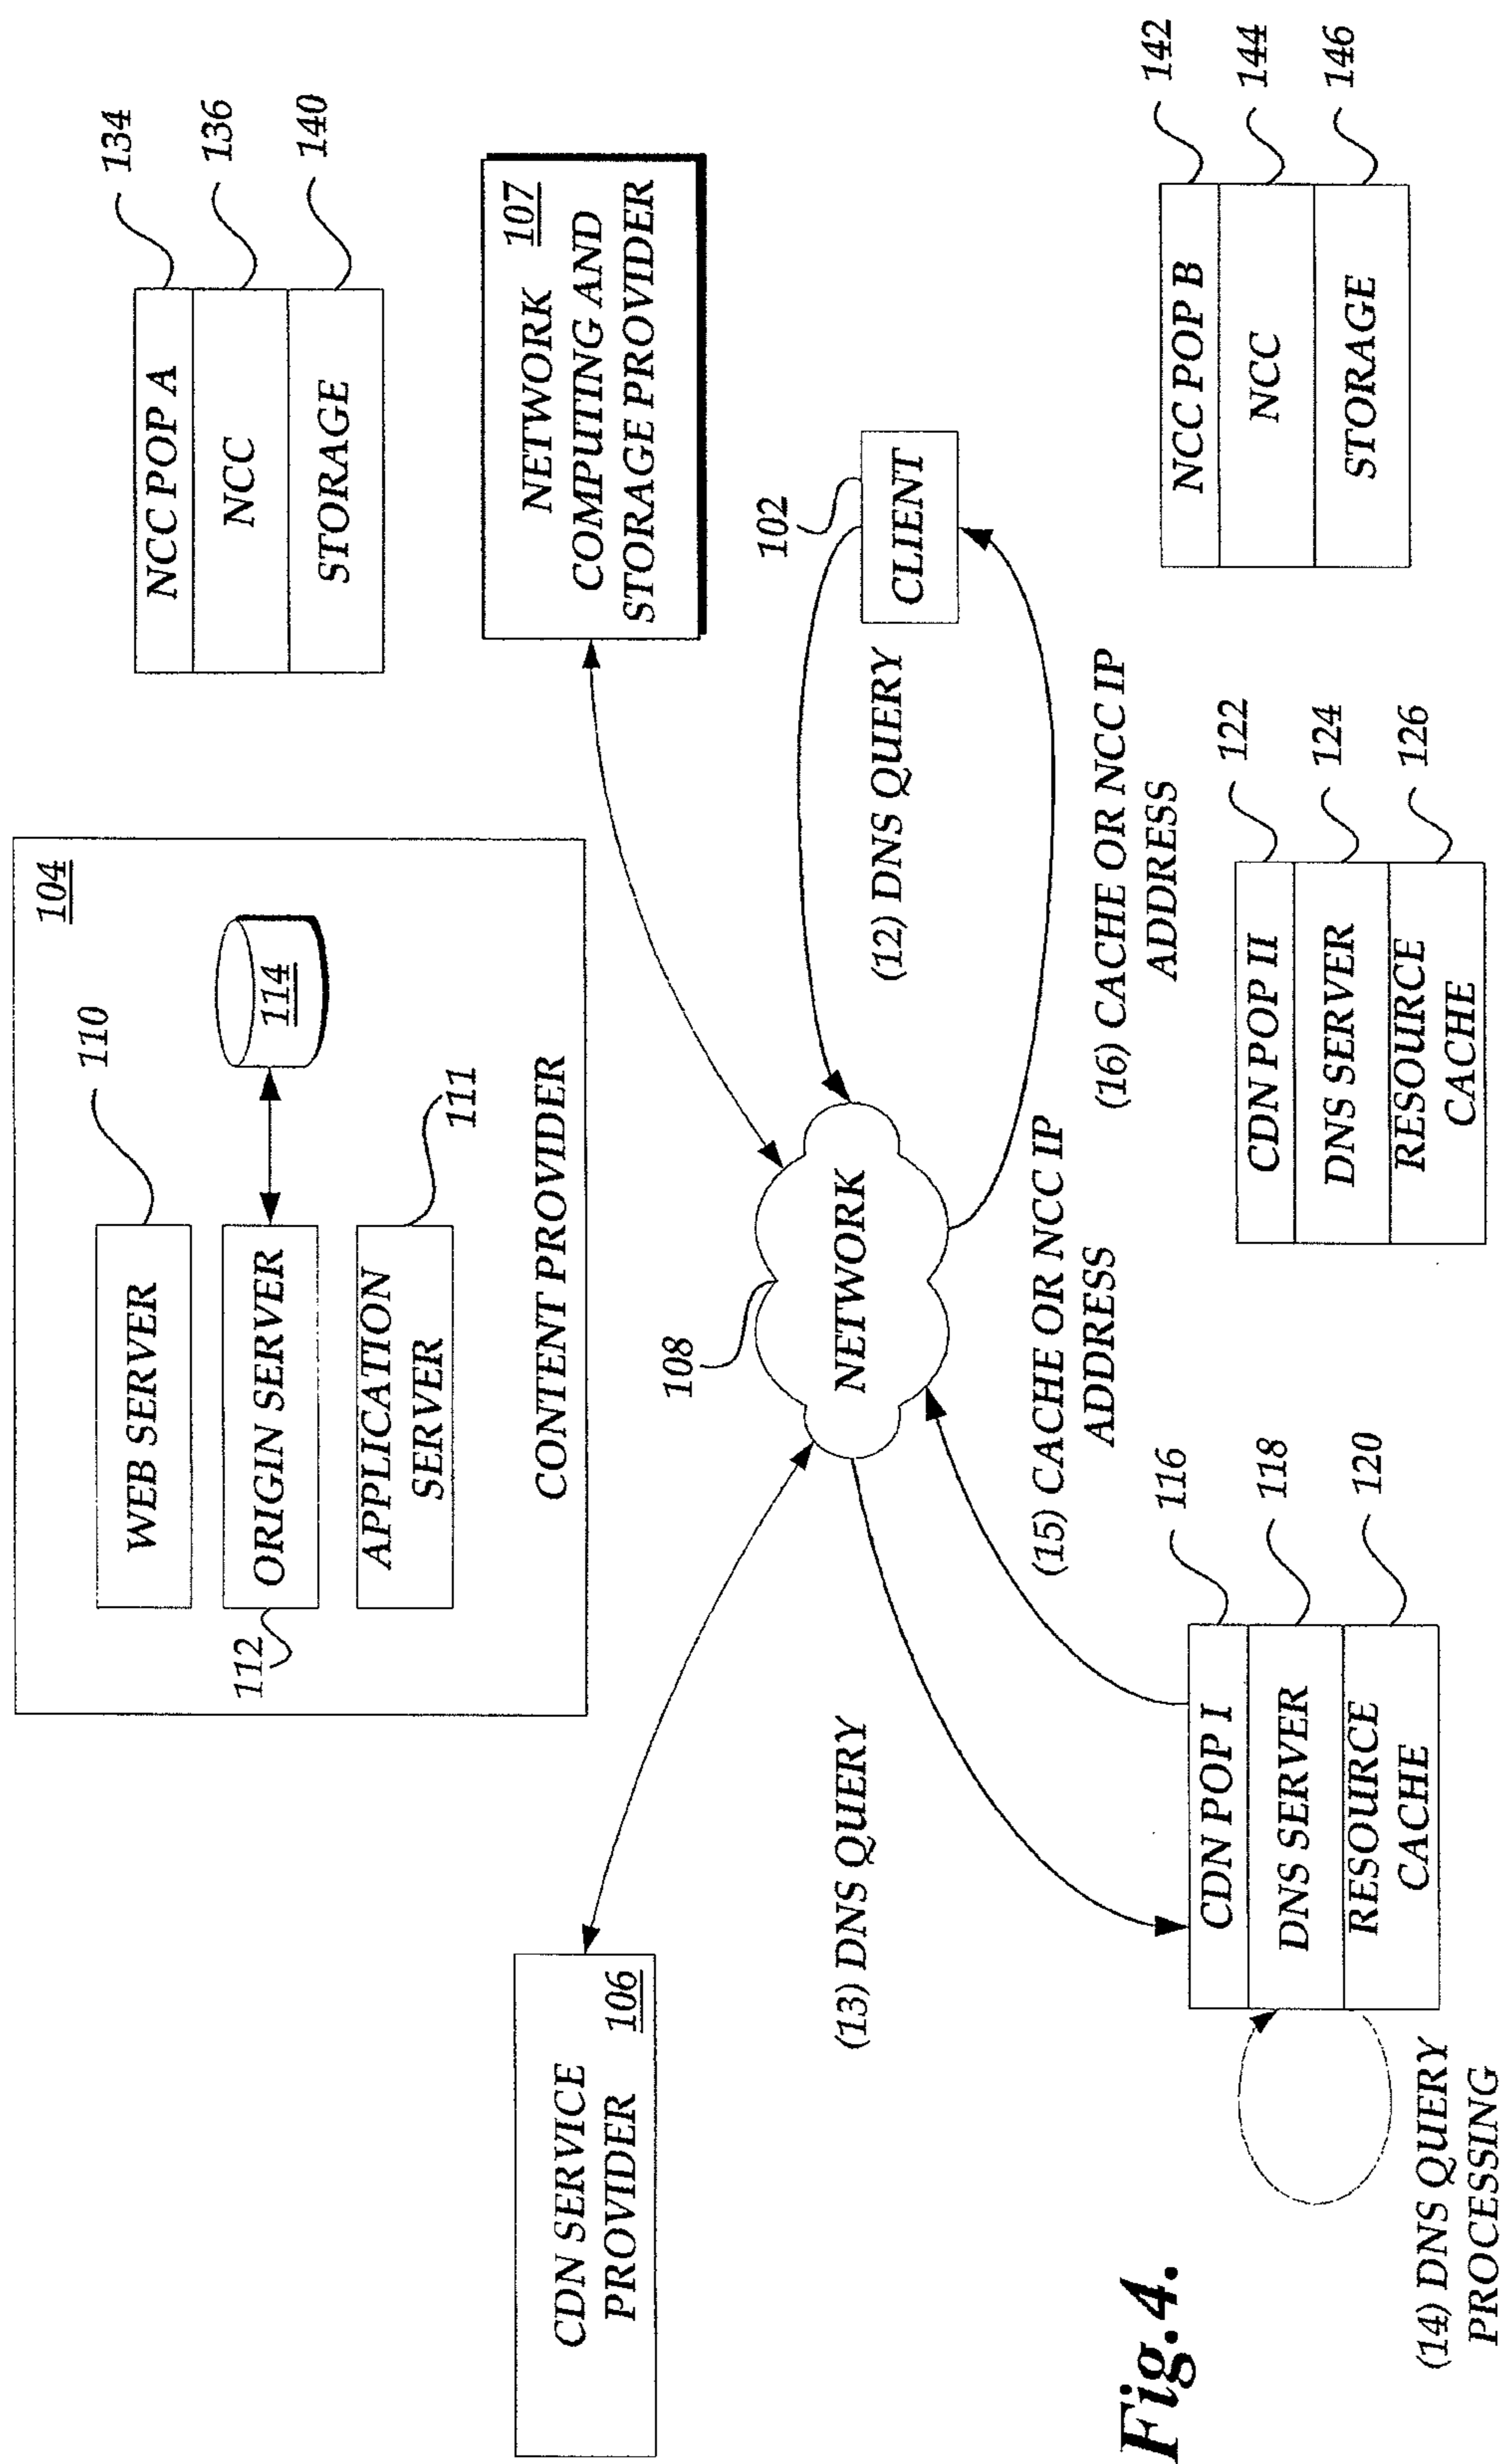 104
110
WEB SERVER
112
ORIGIN SERVER
114
APPLICATION
SERVER
111
CONTENT PROVIDER
134
136
140
NCC POP A
NCC
STORAGE
CDN SERVICE
PROVIDER
106
107
NETWORK
COMPUTING AND
STORAGE PROVIDER
108
NETWORK
102
CLIENT
(12) DNS QUERY
(13) DNS QUERY
(15) CACHE OR NCC IP
ADDRESS
(16) CACHE OR NCC IP
ADDRESS
116
118
120
CDN POP I
DNS SERVER
RESOURCE
CACHE
(14) DNS QUERY
PROCESSING
122
124
126
CDN POP II
DNS SERVER
RESOURCE
CACHE
142
144
146
NCC POP B
NCC
STORAGE
Fig.4.